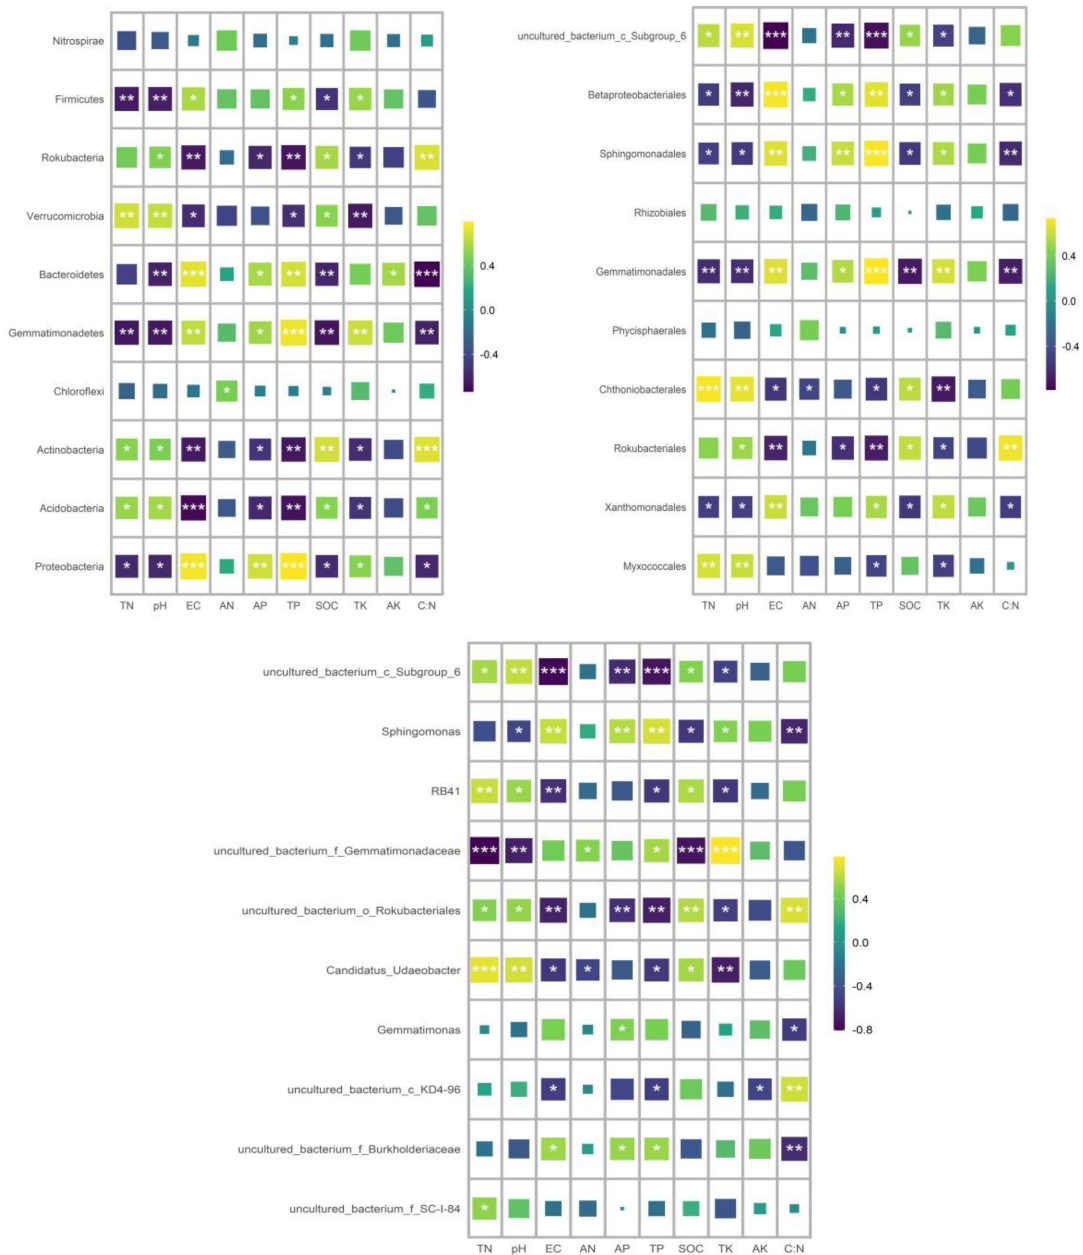 Nitrospirae
Firmicutes ** ** * * * *
Rokubacteria * ** * ** * * **
Verrucomicrobia ** ** * * * **
Bacteroidetes ** *** * ** ** * ***
Gemmatimonadetes ** ** ** * *** ** ** **
Chloroflexi *
Actinobacteria * * ** * ** ** * ***
Acidobacteria * * *** * ** * * *
Proteobacteria * * *** ** *** * * *
TN pH EC AN AP TP SOC TK AK C:N
0.4
0.0
-0.4
uncultured_bacterium_c_Subgroup_6 * ** *** ** *** * *
Betaproteobacteriales * ** *** * ** * * *
Sphingomonadales * * ** ** *** * * **
Rhizobiales
Gemmatimonadales ** ** ** * *** ** ** **
Phycisphaerales
Chthoniobacterales *** ** * * * * **
Rokubacteriales * ** * ** * * **
Xanthomonadales * * ** * * * *
Myxococcales ** ** * *
TN pH EC AN AP TP SOC TK AK C:N
0.4
0.0
-0.4
uncultured_bacterium_c_Subgroup_6 * ** *** ** *** * *
Sphingomonas * ** ** ** * * **
RB41 ** * ** * * *
uncultured_bacterium_f_Gemmatimonadaceae *** ** * * *** ***
uncultured_bacterium_o_Rokubacteriales * * ** ** ** ** * **
Candidatus_Udaeobacter *** ** * * * * **
Gemmatimonas * *
uncultured_bacterium_c_KD4-96 * * * **
uncultured_bacterium_f_Burkholderiaceae * * * **
uncultured_bacterium_f_SC-I-84 *
TN pH EC AN AP TP SOC TK AK C:N
0.4
0.0
-0.4
-0.8